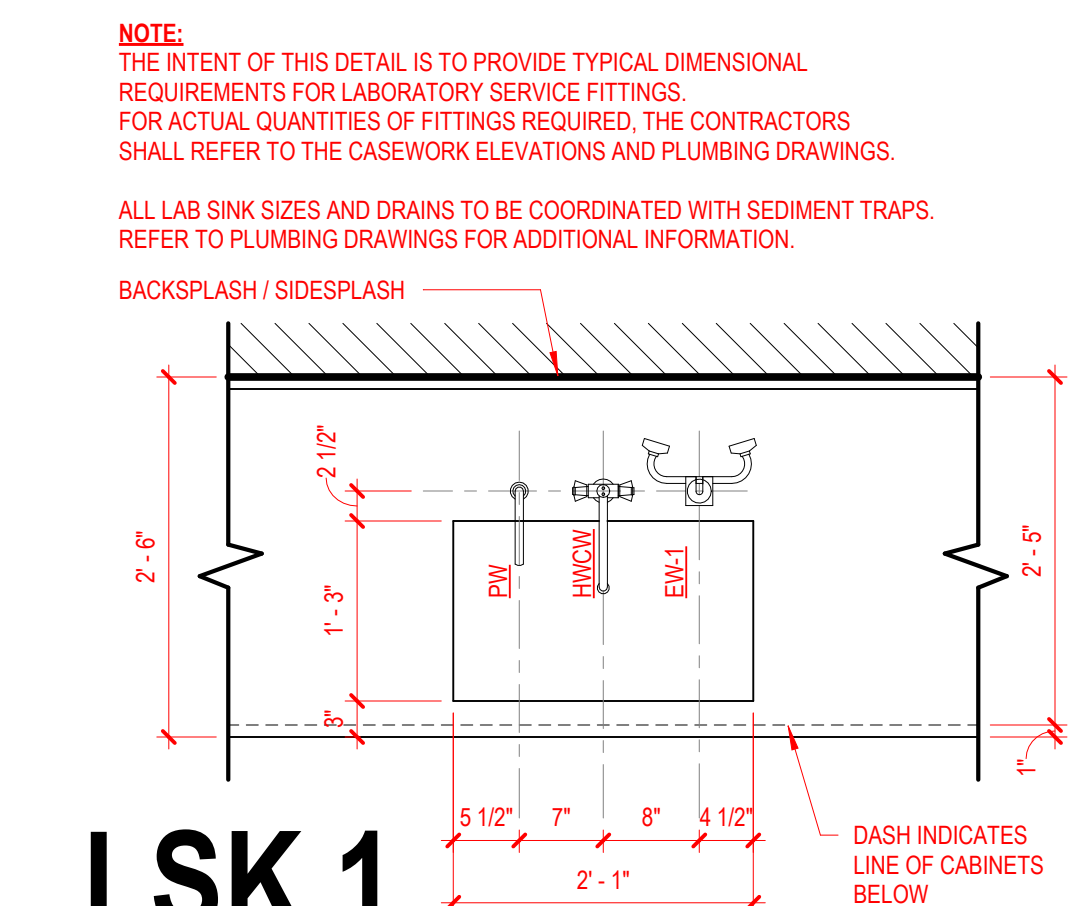 NOTE:
THE INTENT OF THIS DETAIL IS TO PROVIDE TYPICAL DIMENSIONAL
REQUIREMENTS FOR LABORATORY SERVICE FITTINGS.
FOR ACTUAL QUANTITIES OF FITTINGS REQUIRED, THE CONTRACTORS
SHALL REFER TO THE CASEWORK ELEVATIONS AND PLUMBING DRAWINGS.
ALL LAB SINK SIZES AND DRAINS TO BE COORDINATED WITH SEDIMENT TRAPS.
REFER TO PLUMBING DRAWINGS FOR ADDITIONAL INFORMATION.
BACKSPLASH / SIDESPLASH
2 1/2"
2' - 6"
1' - 3"
3"
PW
HWCW
EW-1
2' - 5"
1"
5 1/2"
7"
8"
4 1/2"
2' - 1"
DASH INDICATES
LINE OF CABINETS
BELOW
LSK 1